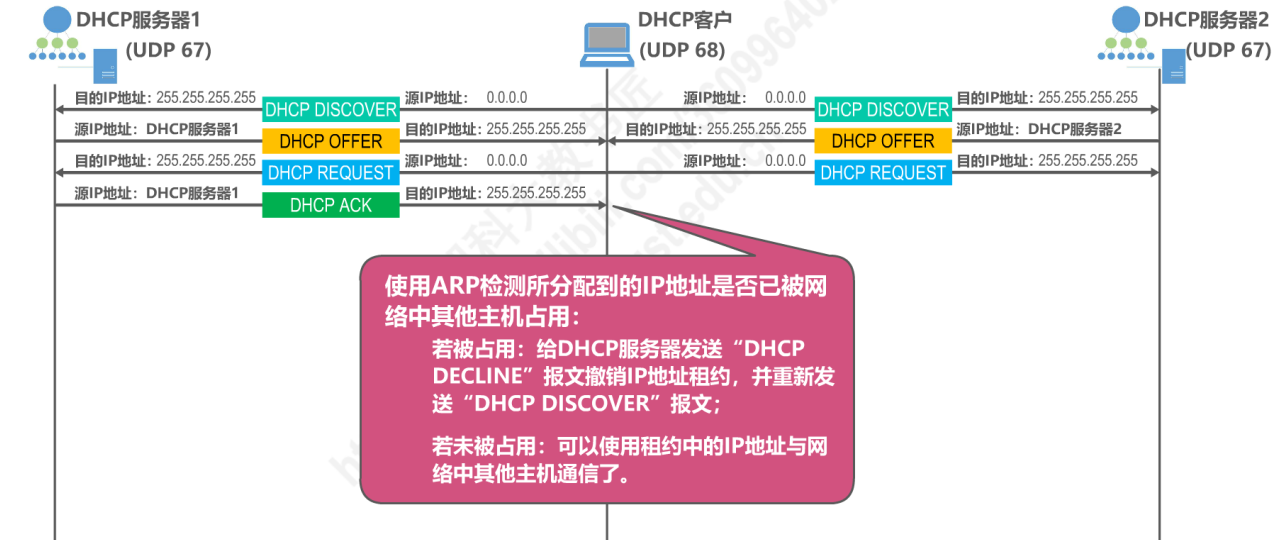 DHCP服务器1
(UDP 67)
DHCP客户
(UDP 68)
DHCP服务器2
(UDP 67)
目的IP地址：255.255.255.255 DHCP DISCOVER 源IP地址： 0.0.0.0 源IP地址： 0.0.0.0 DHCP DISCOVER 目的IP地址：255.255.255.255
源IP地址：DHCP服务器1 DHCP OFFER 目的IP地址：255.255.255.255 目的IP地址：255.255.255.255 DHCP OFFER 源IP地址：DHCP服务器2
目的IP地址：255.255.255.255 DHCP REQUEST 源IP地址： 0.0.0.0 源IP地址： 0.0.0.0 DHCP REQUEST 目的IP地址：255.255.255.255
源IP地址：DHCP服务器1 DHCP ACK 目的IP地址：255.255.255.255
使用ARP检测所分配到的IP地址是否已被网
络中其他主机占用：
若被占用：给DHCP服务器发送“DHCP
DECLINE”报文撤销IP地址租约，并重新发
送“DHCP DISCOVER”报文；
若未被占用：可以使用租约中的IP地址与网
络中其他主机通信了。